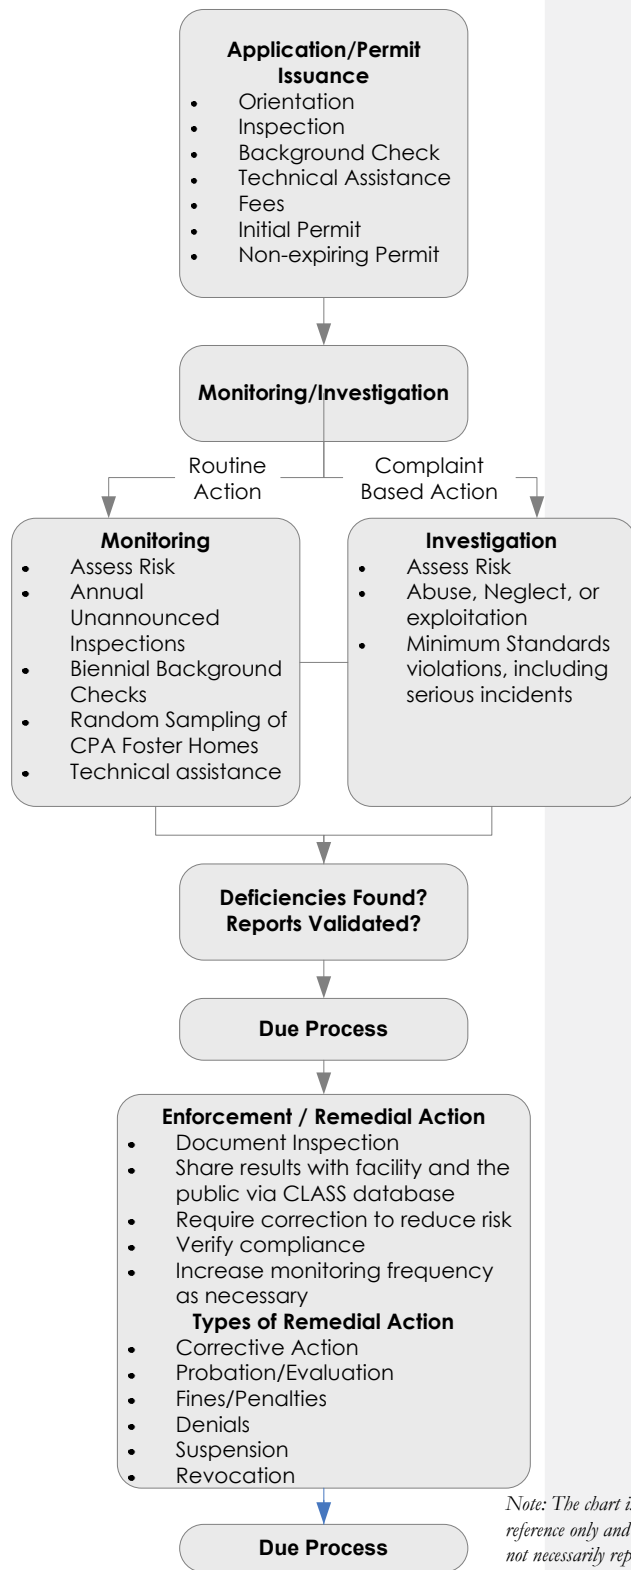 Application/Permit
Issuance
• Orientation
• Inspection
• Background Check
• Technical Assistance
• Fees
• Initial Permit
• Non-expiring Permit
Monitoring/Investigation
Routine
Action
Complaint
Based Action
Monitoring
• Assess Risk
• Annual
Unannounced
Inspections
• Biennial Background
Checks
• Random Sampling of
CPA Foster Homes
• Technical assistance
Investigation
• Assess Risk
• Abuse, Neglect, or
exploitation
• Minimum Standards
violations, including
serious incidents
Deficiencies Found?
Reports Validated?
Due Process
Enforcement / Remedial Action
• Document Inspection
• Share results with facility and the
public via CLASS database
• Require correction to reduce risk
• Verify compliance
• Increase monitoring frequency
as necessary
Types of Remedial Action
• Corrective Action
• Probation/Evaluation
• Fines/Penalties
• Denials
• Suspension
• Revocation
Due Process
Note: The chart
reference only and
not necessarily